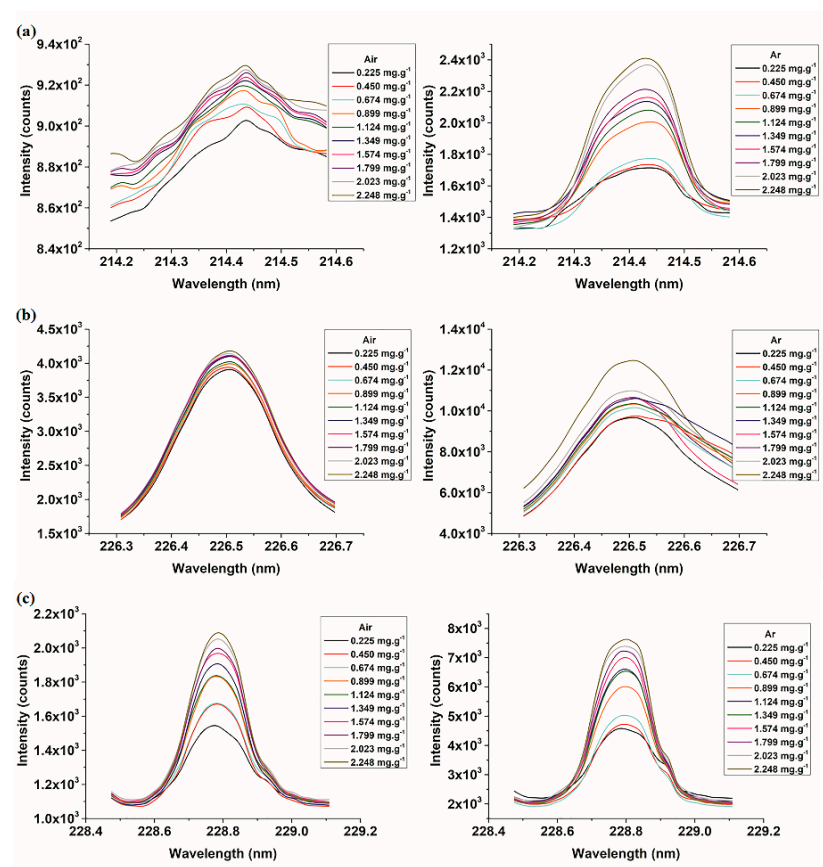 (a)
9.4x10²
9.2x10²
9.0x10²
8.8x10²
8.6x10²
8.4x10²
Intensity (counts)
214.2 214.3 214.4 214.5 214.6
Wavelength (nm)
Air
0.225 mg.g⁻¹
0.450 mg.g⁻¹
0.674 mg.g⁻¹
0.899 mg.g⁻¹
1.124 mg.g⁻¹
1.349 mg.g⁻¹
1.574 mg.g⁻¹
1.799 mg.g⁻¹
2.023 mg.g⁻¹
2.248 mg.g⁻¹
2.4x10³
2.2x10³
2.0x10³
1.8x10³
1.6x10³
1.4x10³
1.2x10³
Intensity (counts)
214.2 214.3 214.4 214.5 214.6
Wavelength (nm)
Ar
0.225 mg.g⁻¹
0.450 mg.g⁻¹
0.674 mg.g⁻¹
0.899 mg.g⁻¹
1.124 mg.g⁻¹
1.349 mg.g⁻¹
1.574 mg.g⁻¹
1.799 mg.g⁻¹
2.023 mg.g⁻¹
2.248 mg.g⁻¹
(b)
4.5x10³
4.0x10³
3.5x10³
3.0x10³
2.5x10³
2.0x10³
1.5x10³
Intensity (counts)
226.3 226.4 226.5 226.6 226.7
Wavelength (nm)
Air
0.225 mg.g⁻¹
0.450 mg.g⁻¹
0.674 mg.g⁻¹
0.899 mg.g⁻¹
1.124 mg.g⁻¹
1.349 mg.g⁻¹
1.574 mg.g⁻¹
1.799 mg.g⁻¹
2.023 mg.g⁻¹
2.248 mg.g⁻¹
1.4x10⁴
1.2x10⁴
1.0x10⁴
8.0x10³
6.0x10³
4.0x10³
Intensity (counts)
226.3 226.4 226.5 226.6 226.7
Wavelength (nm)
Ar
0.225 mg.g⁻¹
0.450 mg.g⁻¹
0.674 mg.g⁻¹
0.899 mg.g⁻¹
1.124 mg.g⁻¹
1.349 mg.g⁻¹
1.574 mg.g⁻¹
1.799 mg.g⁻¹
2.023 mg.g⁻¹
2.248 mg.g⁻¹
(c)
2.2x10³
2.0x10³
1.8x10³
1.6x10³
1.4x10³
1.2x10³
1.0x10³
Intensity (counts)
228.4 228.6 228.8 229.0 229.2
Wavelength (nm)
Air
0.225 mg.g⁻¹
0.450 mg.g⁻¹
0.674 mg.g⁻¹
0.899 mg.g⁻¹
1.124 mg.g⁻¹
1.349 mg.g⁻¹
1.574 mg.g⁻¹
1.799 mg.g⁻¹
2.023 mg.g⁻¹
2.248 mg.g⁻¹
8x10³
7x10³
6x10³
5x10³
4x10³
3x10³
2x10³
Intensity (counts)
228.4 228.6 228.8 229.0 229.2
Wavelength (nm)
Ar
0.225 mg.g⁻¹
0.450 mg.g⁻¹
0.674 mg.g⁻¹
0.899 mg.g⁻¹
1.124 mg.g⁻¹
1.349 mg.g⁻¹
1.574 mg.g⁻¹
1.799 mg.g⁻¹
2.023 mg.g⁻¹
2.248 mg.g⁻¹